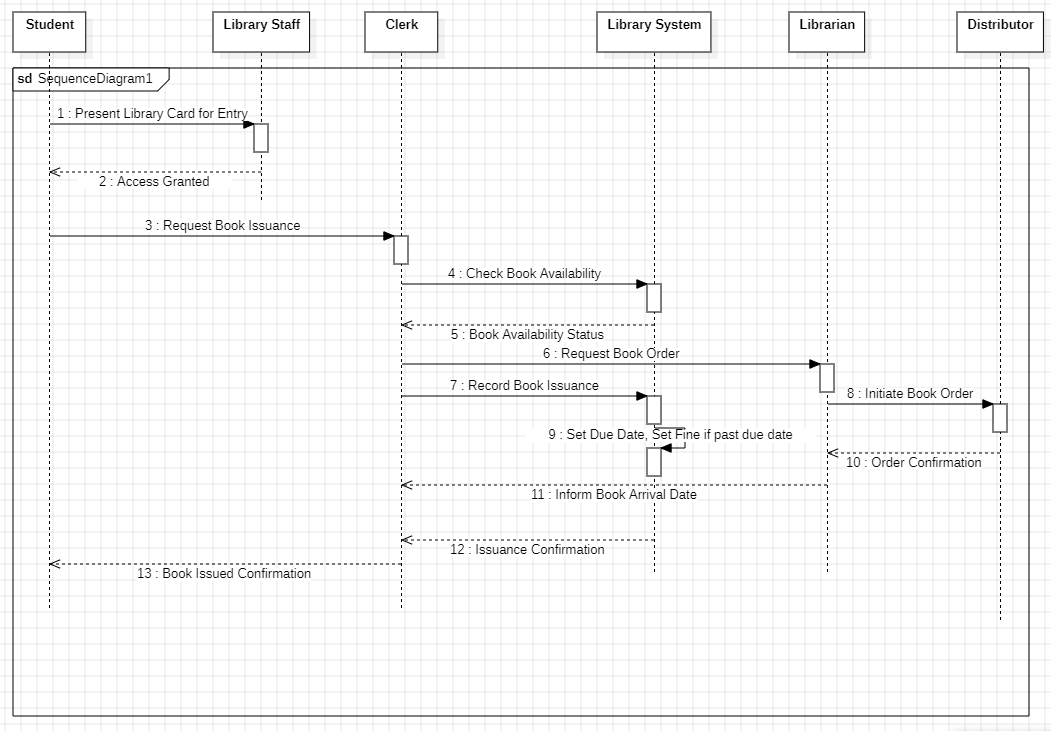 Student
Library Staff
Clerk
Library System
Librarian
Distributor
sd SequenceDiagram1
1 : Present Library Card for Entry
2 : Access Granted
3 : Request Book Issuance
4 : Check Book Availability
5 : Book Availability Status
6 : Request Book Order
7 : Record Book Issuance
8 : Initiate Book Order
9 : Set Due Date, Set Fine if past due date
10 : Order Confirmation
11 : Inform Book Arrival Date
12 : Issuance Confirmation
13 : Book Issued Confirmation